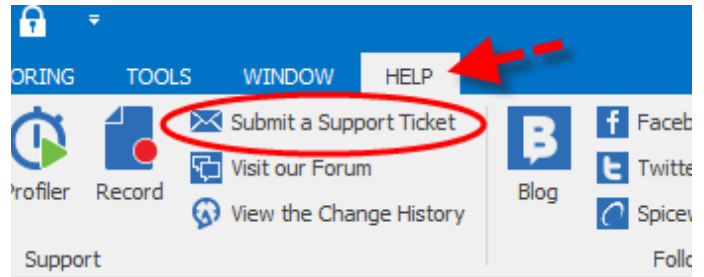 ORING TOOLS WINDOW HELP
Submit a Support Ticket
Profiler Record Visit our Forum Blog
View the Change History
Support